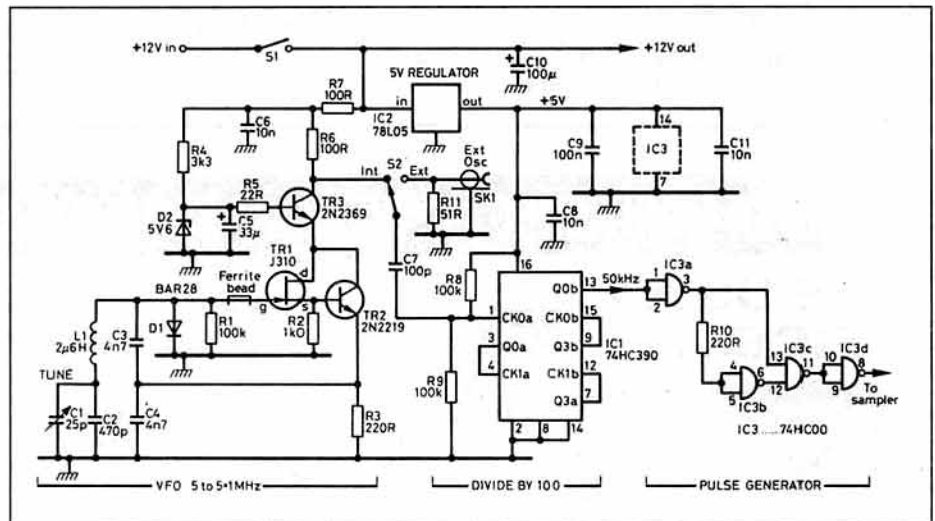 +12V in
S1
+12V out
C10
100µ
5V REGULATOR
R7
100R
in
out
+5V
IC2
78L05
C6
10n
R6
100R
R4
3k3
S2
Int
Ext
Ext
Osc
SK1
R11
51R
C9
100n
14
IC3
7
C11
10n
R5
22R
TR3
2N2369
D2
5V6
C5
33µ
C8
10n
TR1
J310
d
g
s
Ferrite
bead
BAR28
C7
100p
R8
100k
16
TR2
2N2219
L1
2µ6H
C3
4n7
D1
R1
100k
R2
1k0
1
CK0a
3
Q0a
4
CK1a
Q0b
13
50kHz
CK0b
15
Q3b
9
CK1b
12
Q3a
7
2
8
14
IC1
74HC390
R9
100k
TUNE
C1
25p
C2
470p
C4
4n7
R3
220R
1
2
IC3a
3
R10
220R
4
5
6
IC3b
13
12
IC3c
11
10
9
IC3d
8
To
sampler
IC3.....74HC00
VFO 5 to 5·1MHz
DIVIDE BY 100
PULSE GENERATOR